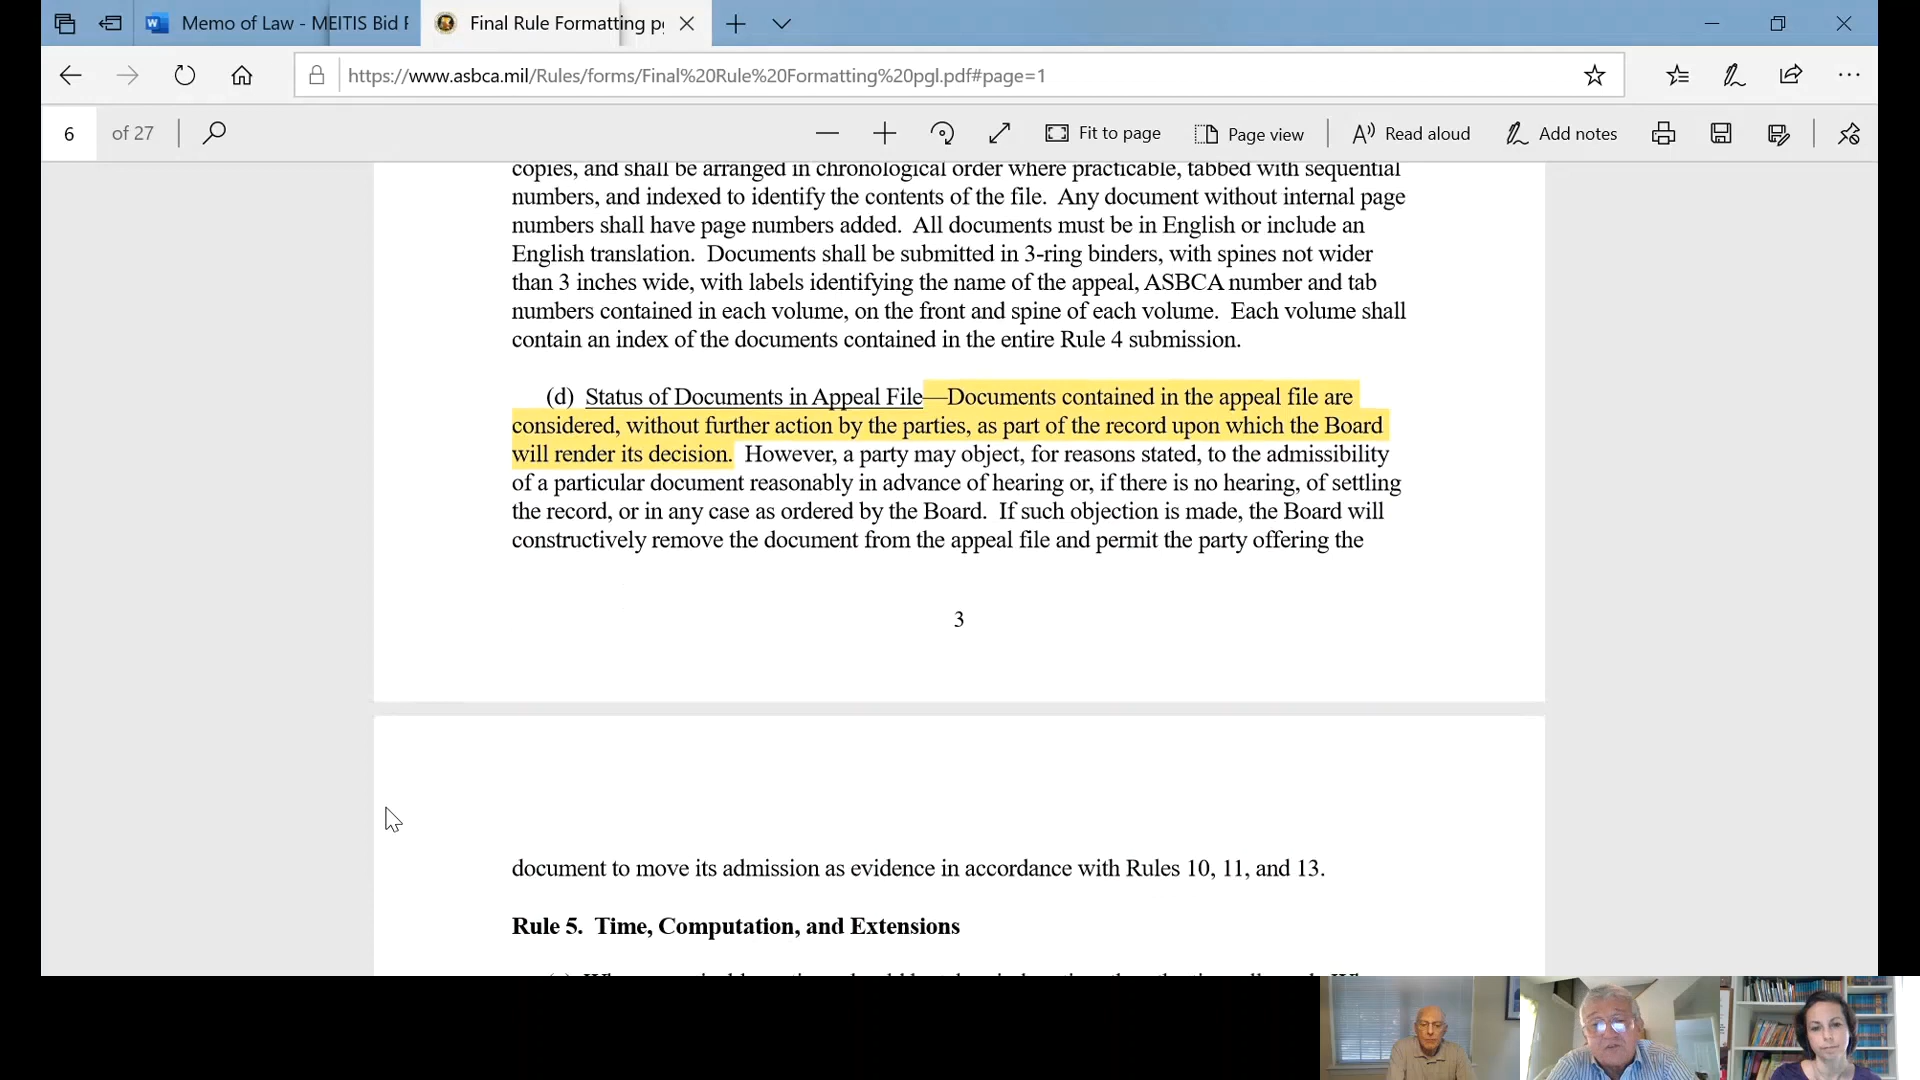 Memo of Law - MEITIS Bid
Final Rule Formatting
https://www.asbca.mil/Rules/forms/Final%20Rule%20Formatting%20pgl.pdf#page=1
6 of 27
Fit to page
Page view
Read aloud
Add notes
copies, and shall be arranged in chronological order where practicable, tabbed with sequential
numbers, and indexed to identify the contents of the file. Any document without internal page
numbers shall have page numbers added. All documents must be in English or include an
English translation. Documents shall be submitted in 3-ring binders, with spines not wider
than 3 inches wide, with labels identifying the name of the appeal, ASBCA number and tab
numbers contained in each volume, on the front and spine of each volume. Each volume shall
contain an index of the documents contained in the entire Rule 4 submission.
(d) Status of Documents in Appeal File—Documents contained in the appeal file are
considered, without further action by the parties, as part of the record upon which the Board
will render its decision. However, a party may object, for reasons stated, to the admissibility
of a particular document reasonably in advance of hearing or, if there is no hearing, of settling
the record, or in any case as ordered by the Board. If such objection is made, the Board will
constructively remove the document from the appeal file and permit the party offering the
3
document to move its admission as evidence in accordance with Rules 10, 11, and 13.
Rule 5. Time, Computation, and Extensions